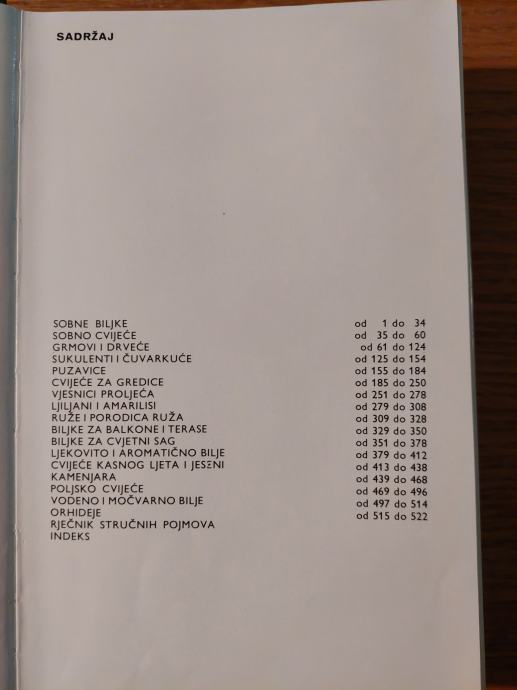 SADRŽAJ
SOBNE BILJKE od 1 do 34
SOBNO CVIJEĆE od 35 do 60
GRMOVI I DRVEĆE od 61 do 124
SUKULENTI I ČUVARKUĆE od 125 do 154
PUZAVICE od 155 do 184
CVIJEĆE ZA GREDICE od 185 do 250
VJESNICI PROLJEĆA od 251 do 278
LJILJANI I AMARILISI od 279 do 308
RUŽE I PORODICA RUŽA od 309 do 328
BILJKE ZA BALKONE I TERASE od 329 do 350
BILJKE ZA CVJETNI SAG od 351 do 378
LJEKOVITO I AROMATIČNO BILJE od 379 do 412
CVIJEĆE KASNOG LJETA I JESENI od 413 do 438
KAMENJARA od 439 do 468
POLJSKO CVIJEĆE od 469 do 496
VODENO I MOČVARNO BILJE od 497 do 514
ORHIDEJE od 515 do 522
RJEČNIK STRUČNIH POJMOVA
INDEKS